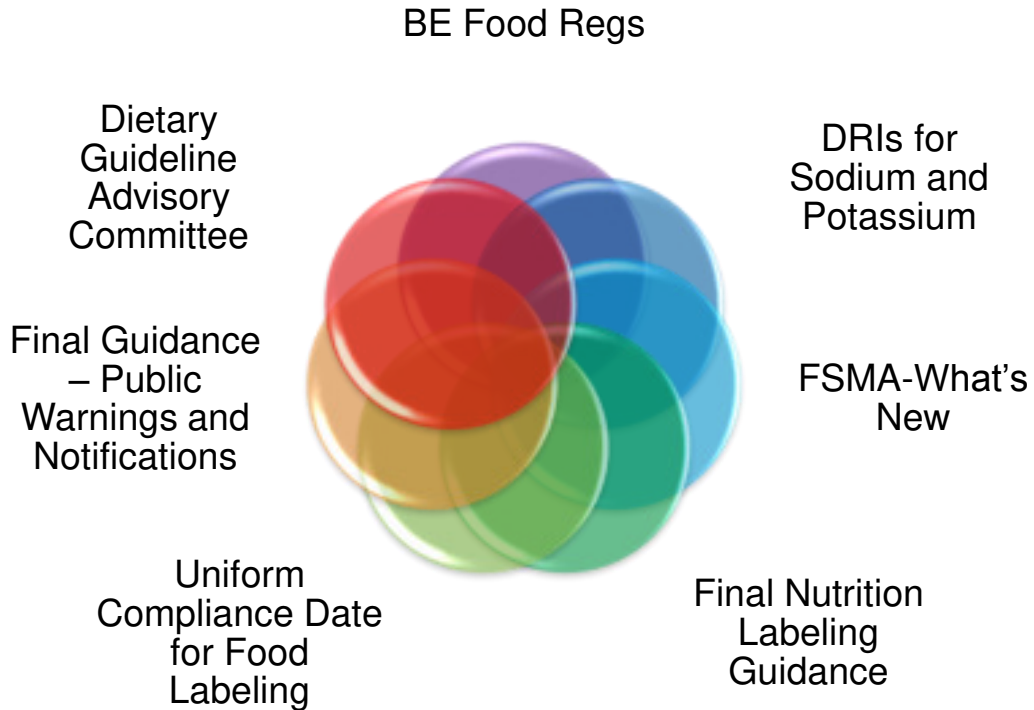 BE Food Regs
Dietary
Guideline
Advisory
Committee
DRIs for
Sodium and
Potassium
Final Guidance
– Public
Warnings and
Notifications
FSMA-What’s
New
Uniform
Compliance Date
for Food
Labeling
Final Nutrition
Labeling
Guidance